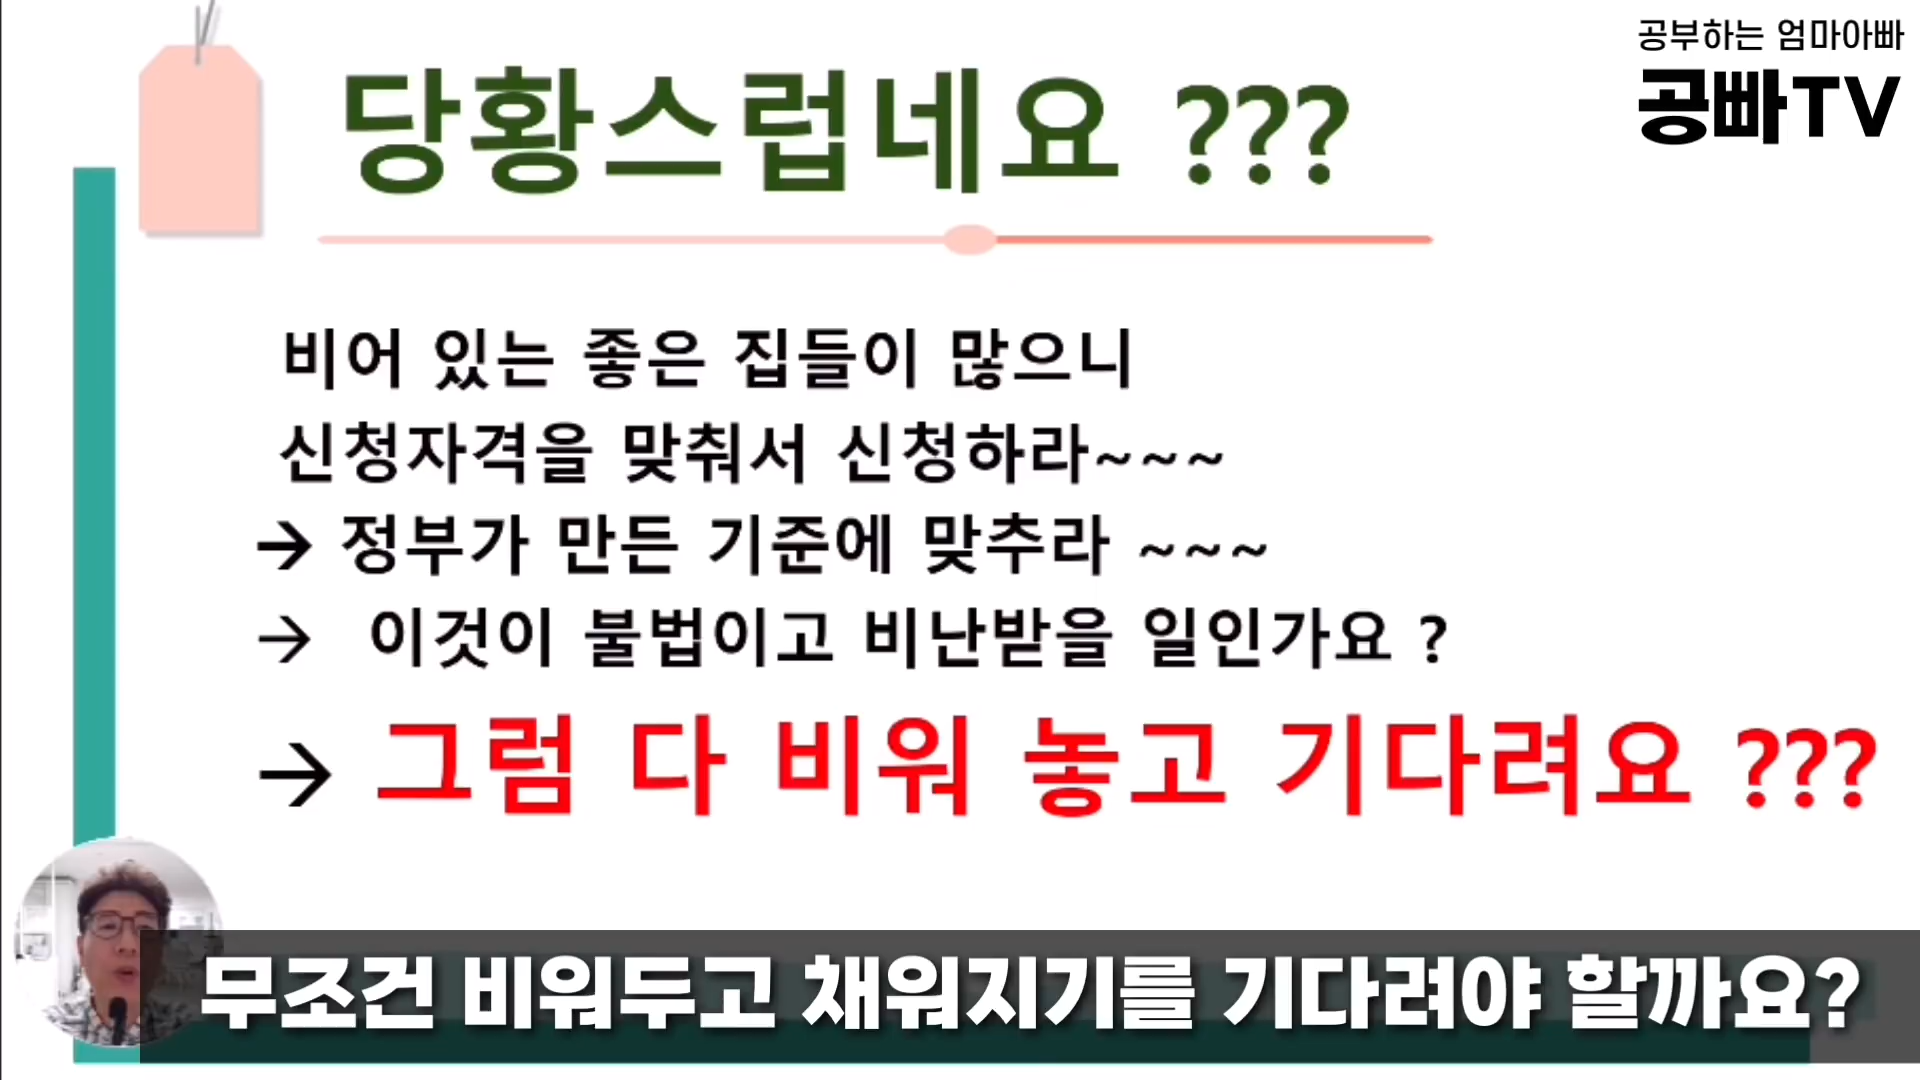 공부하는 엄마아빠
공빠TV
당황스럽네요 ???
비어 있는 좋은 집들이 많으니
신청자격을 맞춰서 신청하라~~~
→ 정부가 만든 기준에 맞추라 ~~~
→ 이것이 불법이고 비난받을 일인가요 ?
→ 그럼 다 비워 놓고 기다려요 ???
무조건 비워두고 채워지기를 기다려야 할까요?